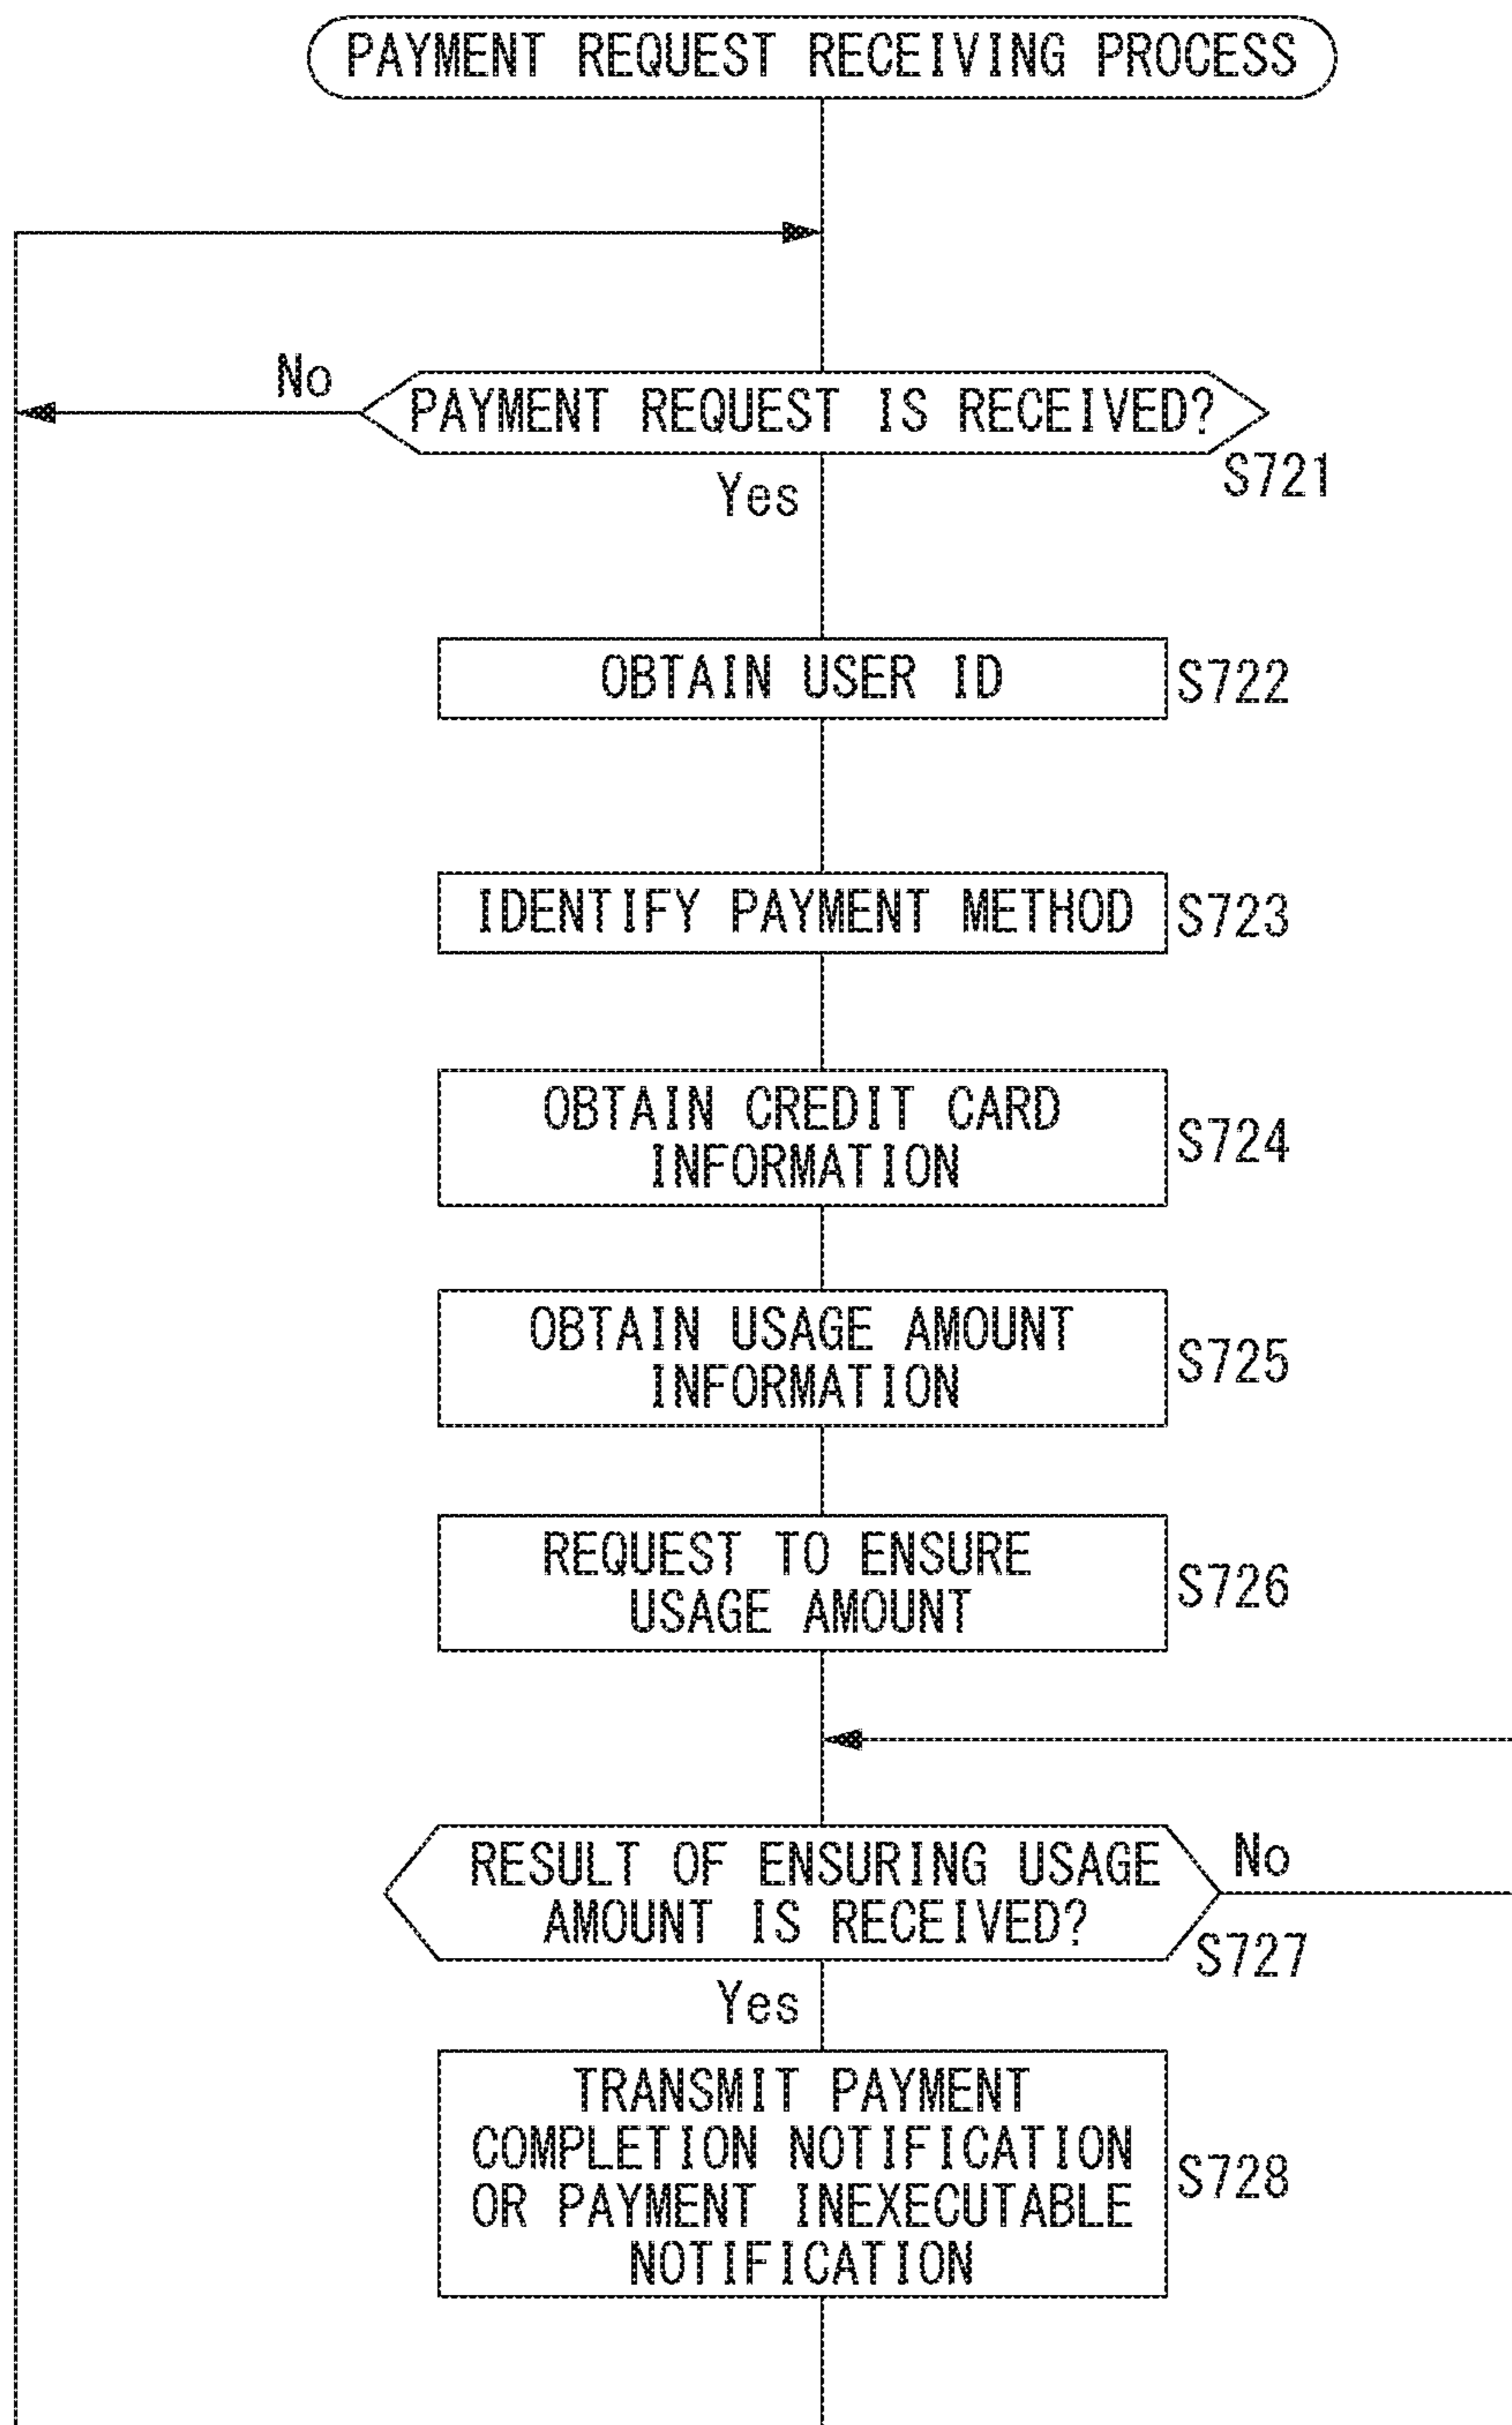 PAYMENT REQUEST RECEIVING PROCESS
No
PAYMENT REQUEST IS RECEIVED?
S721
Yes
OBTAIN USER ID
S722
IDENTIFY PAYMENT METHOD
S723
OBTAIN CREDIT CARD
INFORMATION
S724
OBTAIN USAGE AMOUNT
INFORMATION
S725
REQUEST TO ENSURE
USAGE AMOUNT
S726
RESULT OF ENSURING USAGE
AMOUNT IS RECEIVED?
No
S727
Yes
TRANSMIT PAYMENT
COMPLETION NOTIFICATION
OR PAYMENT INEXECUTABLE
NOTIFICATION
S728